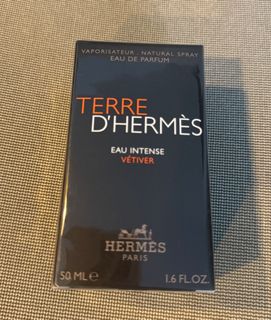 VAPORISATEUR . NATURAL SPRAY
EAU DE PARFUM
TERRE
D'HERMÈS
EAU INTENSE
VÉTIVER
HERMÈS
PARIS
50 ML ℮ 1.6 FL.OZ.